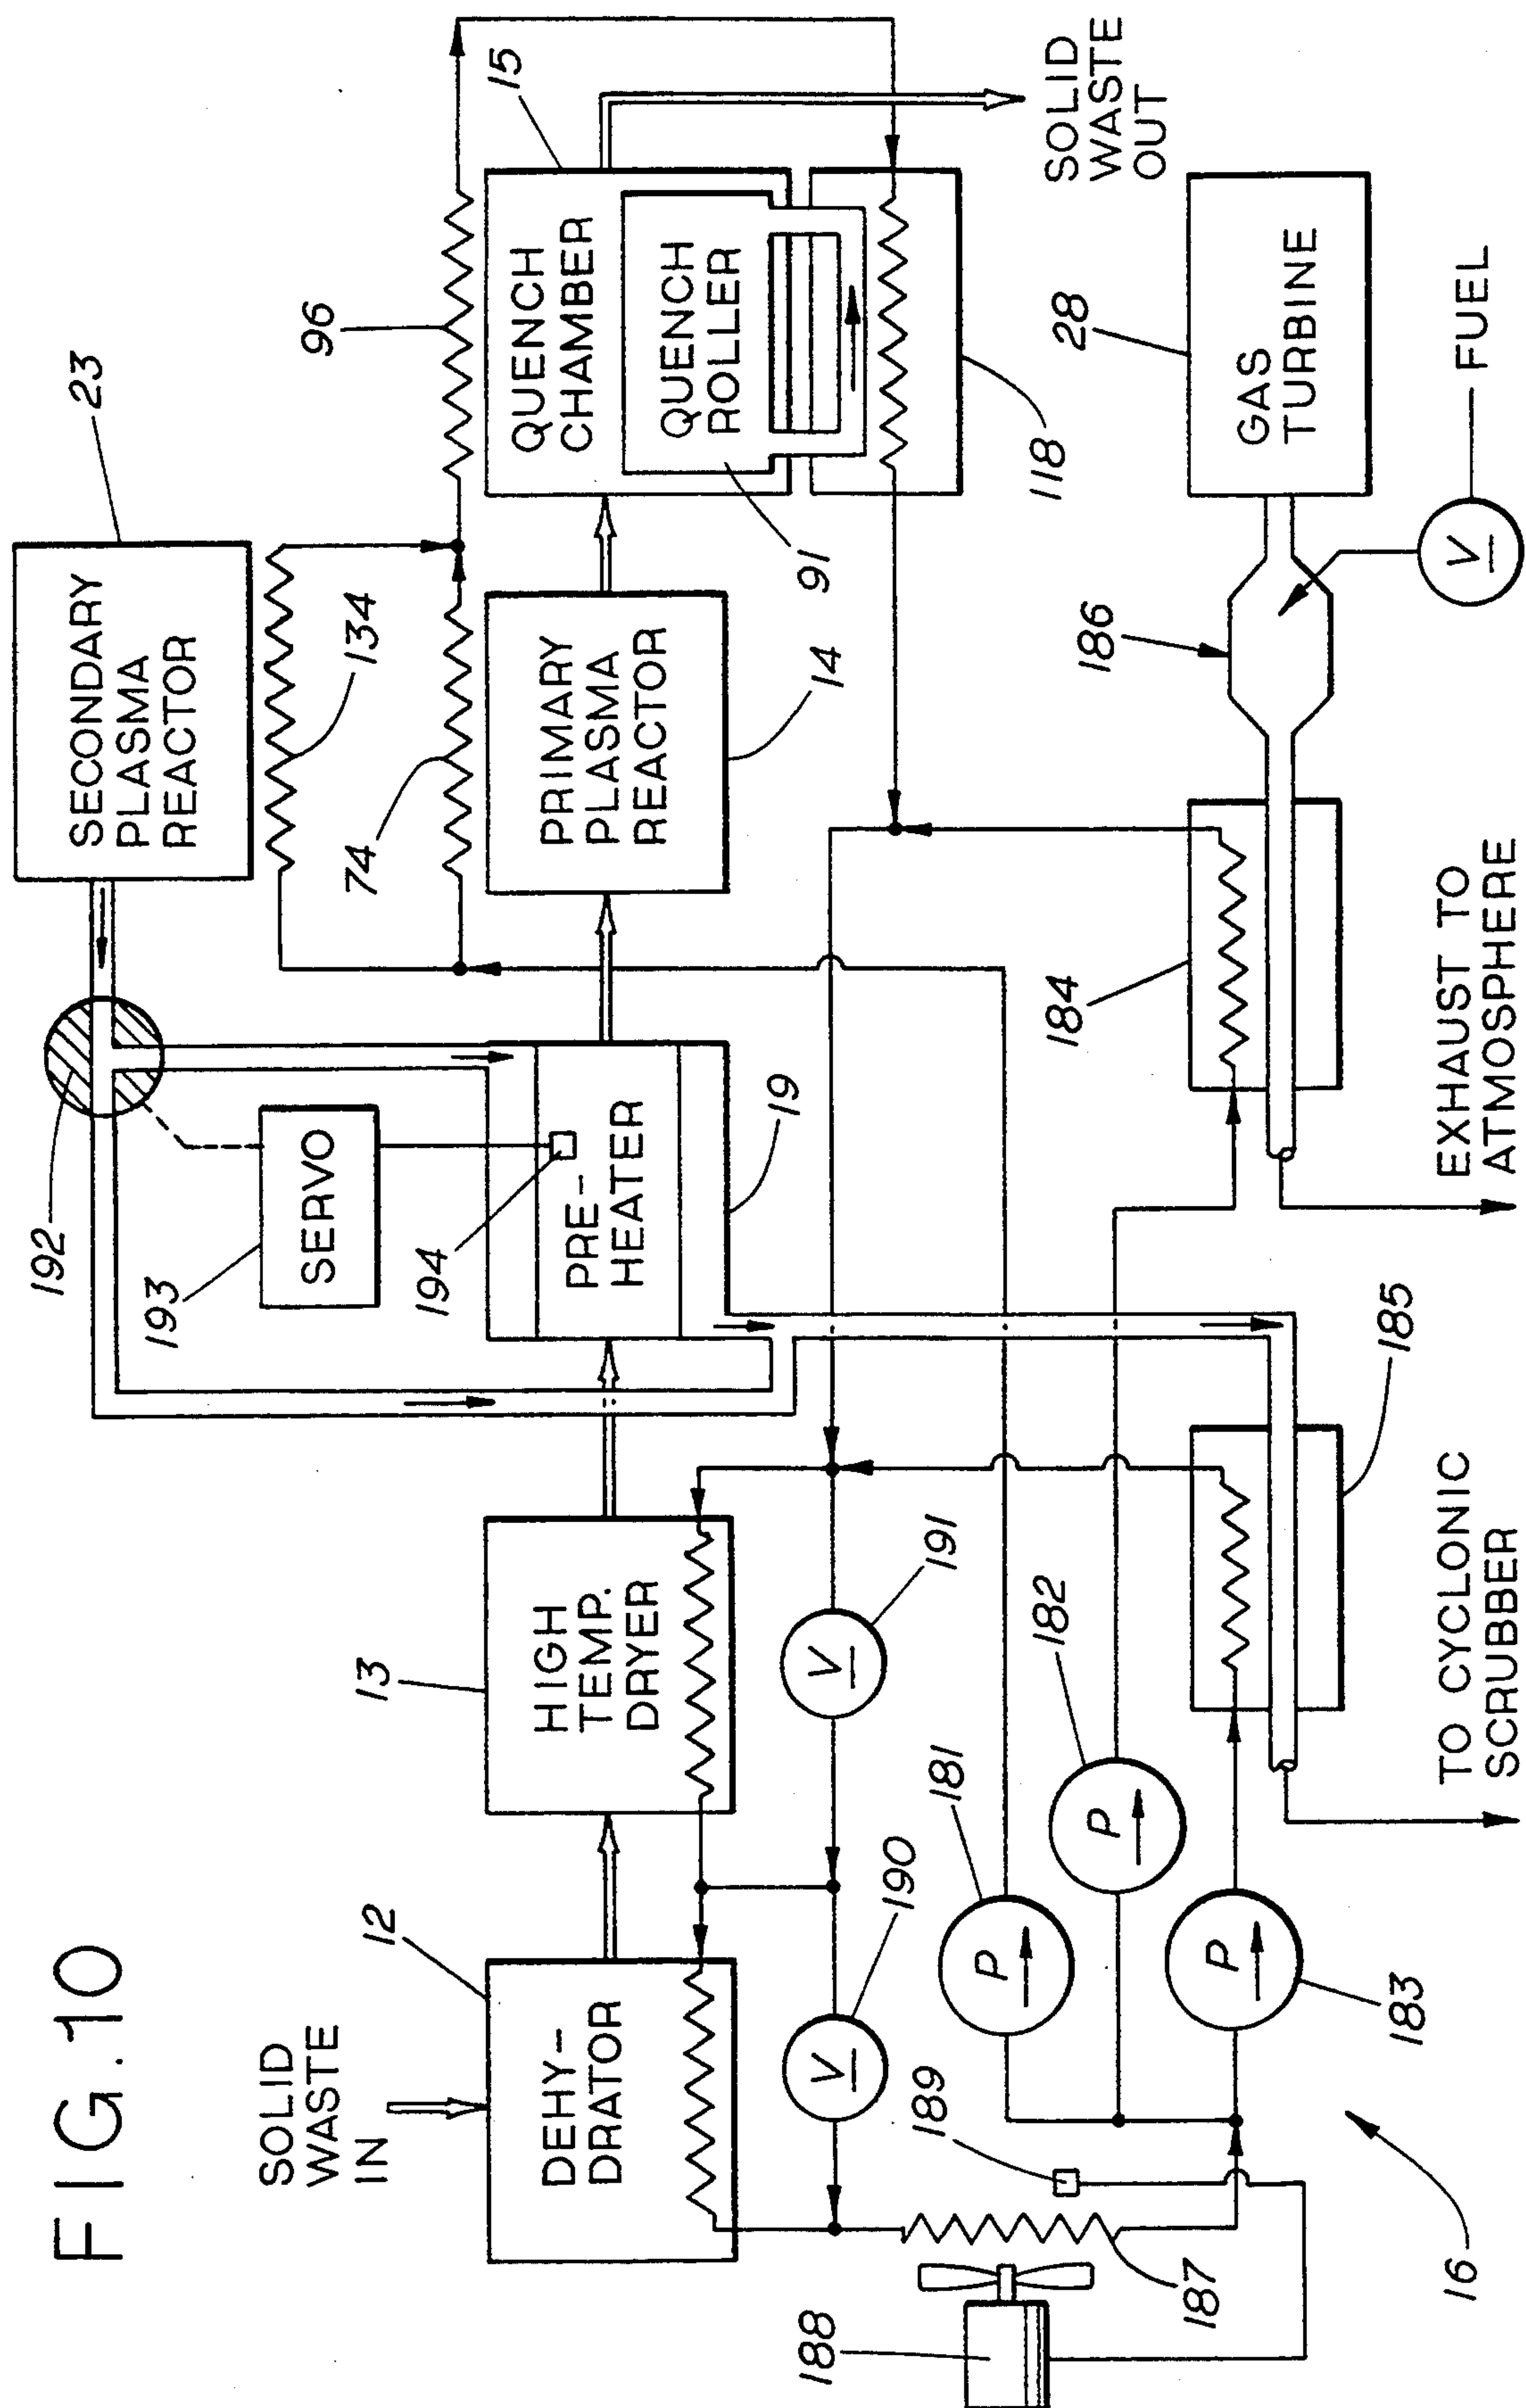 FIG. 10
SOLID
WASTE
IN
12
DEHY-
DRATOR
13
HIGH
TEMP.
DRYER
192
193
SERVO
194
PRE-
HEATER
19
SECONDARY
PLASMA
REACTOR
23
134
74
PRIMARY
PLASMA
REACTOR
14
96
15
QUENCH
CHAMBER
QUENCH
ROLLER
91
118
SOLID
WASTE
OUT
V
190
V
191
P
181
P
182
P
183
189
188
187
16
185
TO CYCLONIC
SCRUBBER
184
EXHAUST TO
ATMOSPHERE
186
28
GAS
TURBINE
V
FUEL